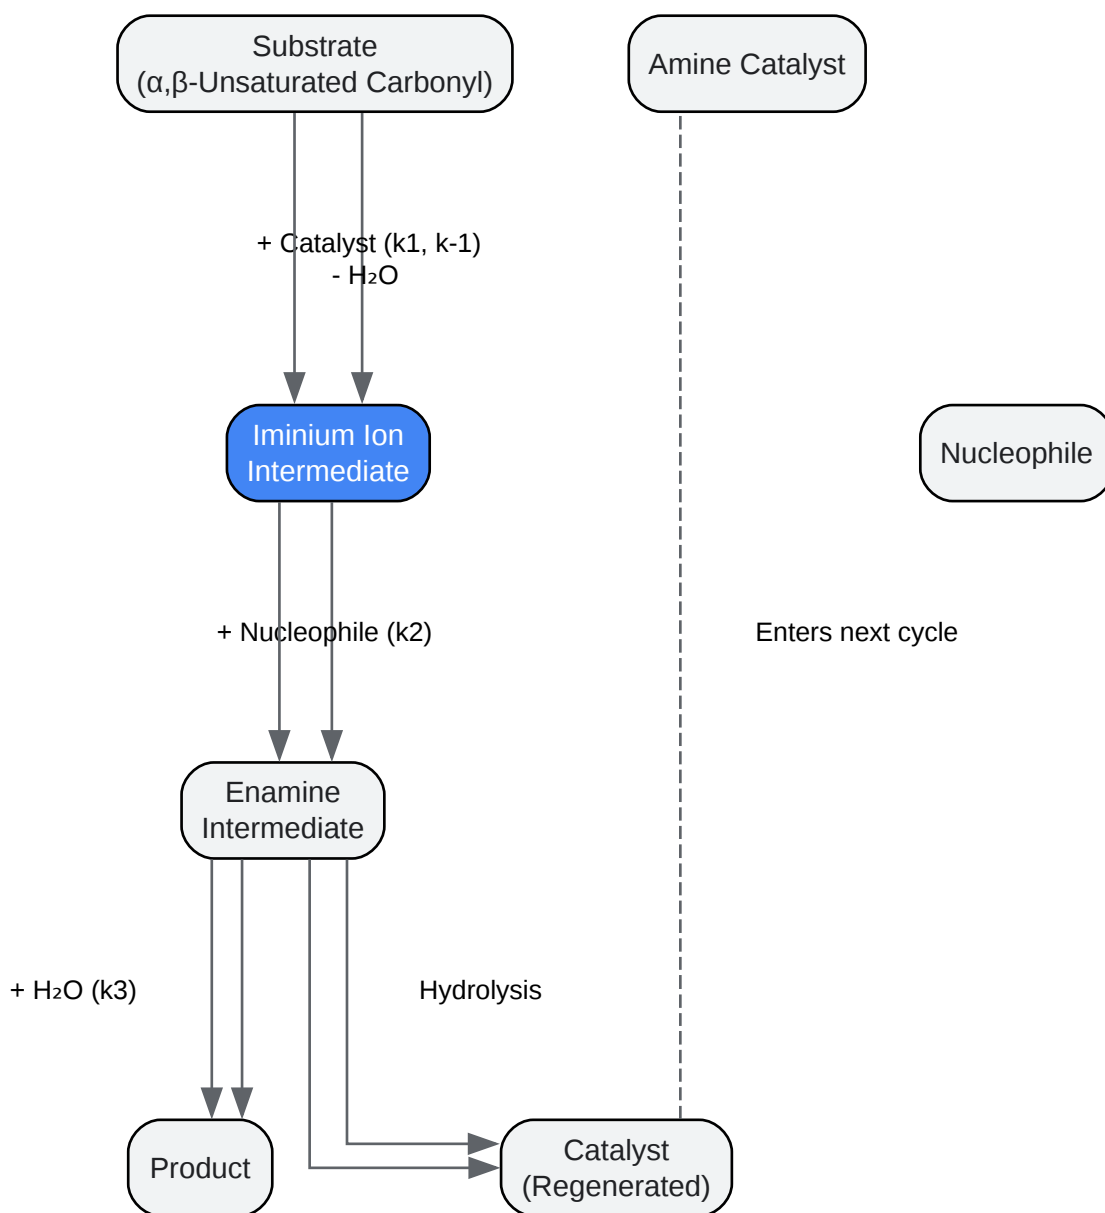 Substrate
(α,β-Unsaturated Carbonyl)
Amine Catalyst
+ Catalyst (k1, k-1)
- H₂O
Iminium Ion
Intermediate
Nucleophile
+ Nucleophile (k2)
Enters next cycle
Enamine
Intermediate
+ H₂O (k3)
Hydrolysis
Product
Catalyst
(Regenerated)